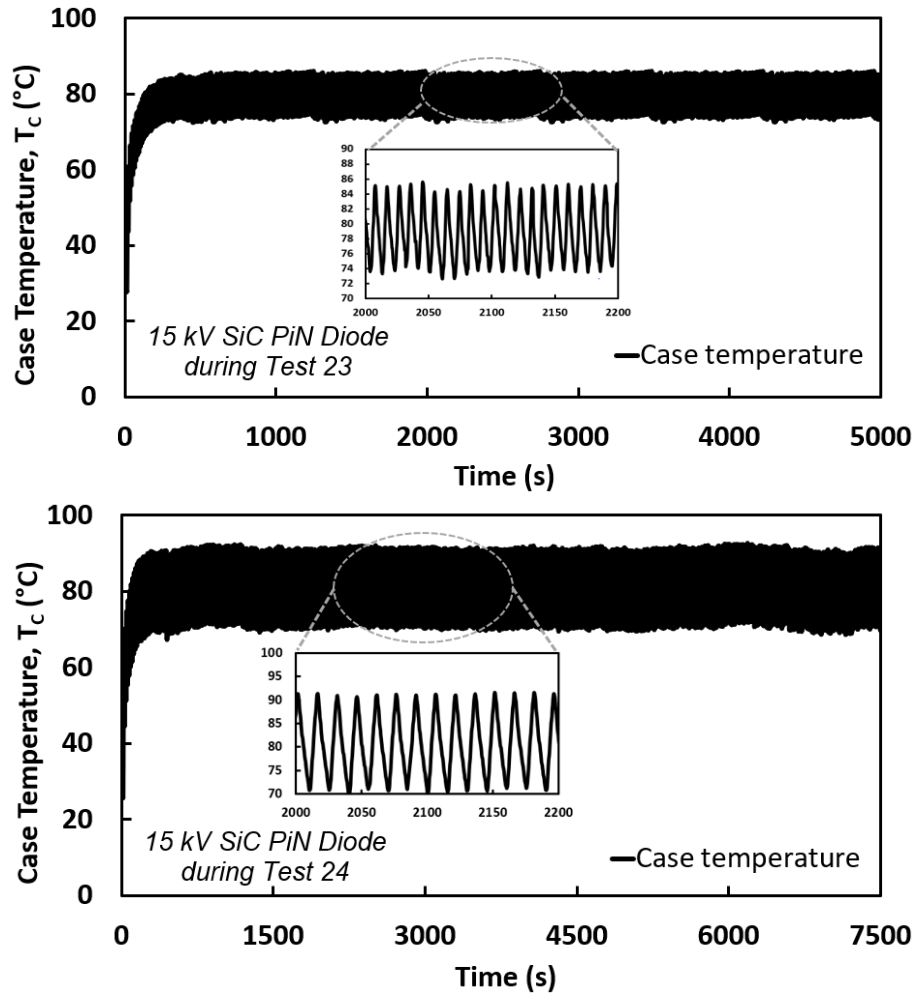 100
80
60
40
20
0
Case Temperature, T_C (°C)
90
88
86
84
82
80
78
76
74
72
70
2000 2050 2100 2150 2200
15 kV SiC PiN Diode
during Test 23
Case temperature
0 1000 2000 3000 4000 5000
Time (s)
100
80
60
40
20
0
Case Temperature, T_C (°C)
100
95
90
85
80
75
70
2000 2050 2100 2150 2200
15 kV SiC PiN Diode
during Test 24
Case temperature
0 1500 3000 4500 6000 7500
Time (s)